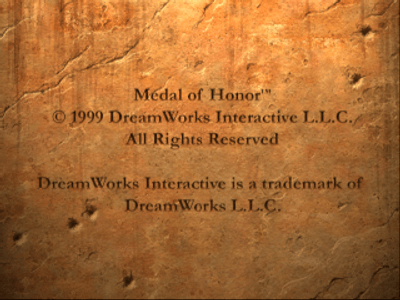 Medal of Honor™
© 1999 DreamWorks Interactive L.L.C.
All Rights Reserved
DreamWorks Interactive is a trademark of
DreamWorks L.L.C.